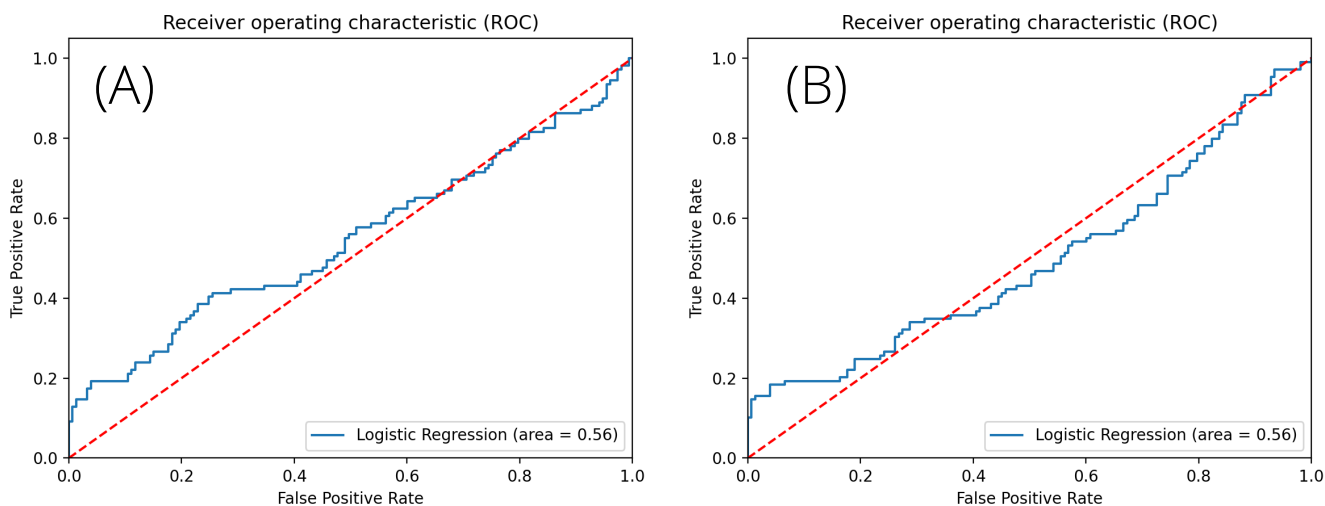 Receiver operating characteristic (ROC)
(A)
True Positive Rate
1.0
0.8
0.6
0.4
0.2
0.0
0.0 0.2 0.4 0.6 0.8 1.0
False Positive Rate
Logistic Regression (area = 0.56)
Receiver operating characteristic (ROC)
(B)
True Positive Rate
1.0
0.8
0.6
0.4
0.2
0.0
0.0 0.2 0.4 0.6 0.8 1.0
False Positive Rate
Logistic Regression (area = 0.56)